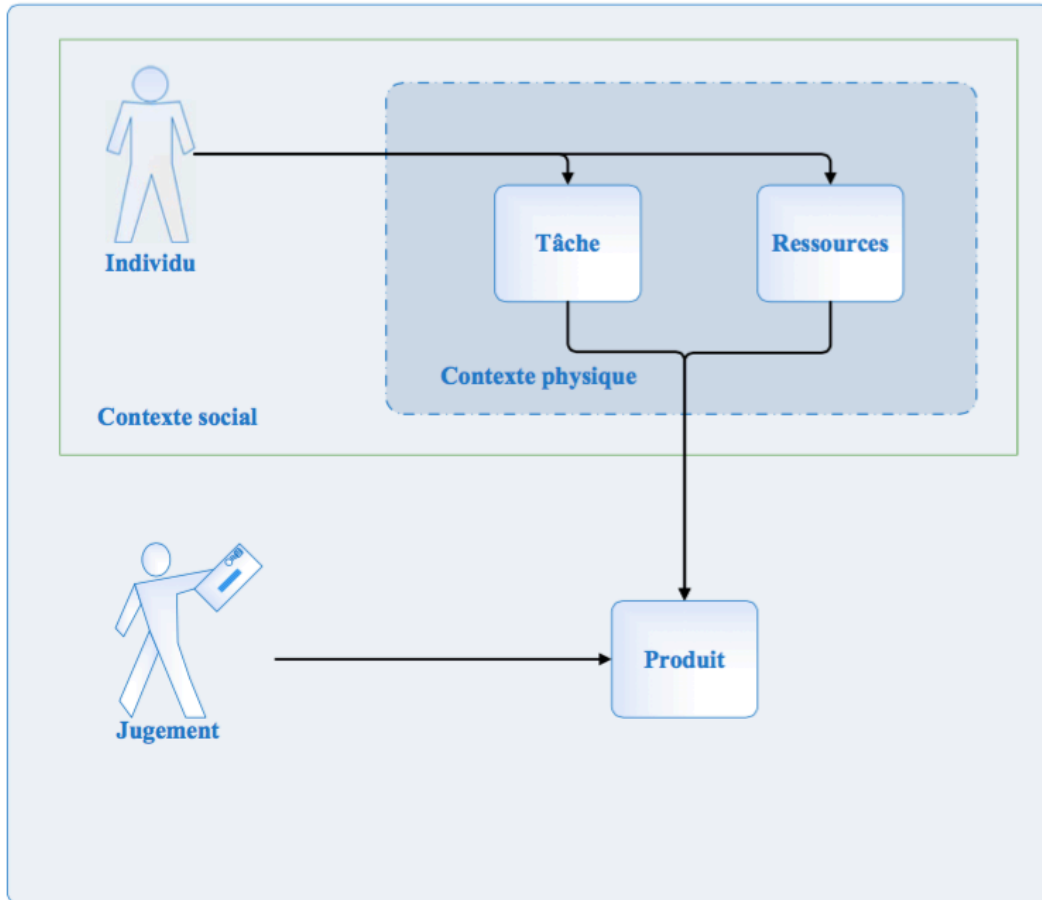 Tâche
Ressources
Individu
Contexte physique
Contexte social
Produit
Jugement